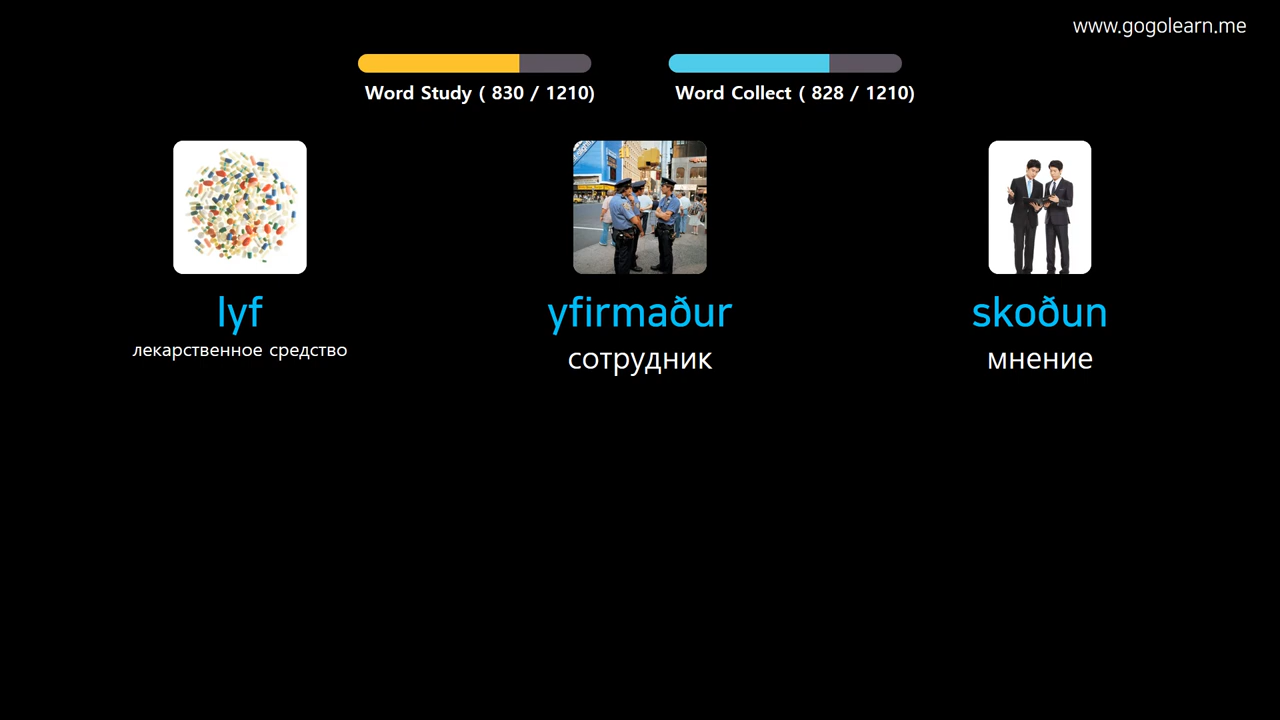 www.gogolearn.me
Word Study ( 830 / 1210)
Word Collect ( 828 / 1210)
lyf
лекарственное средство
yfirmaður
сотрудник
skoðun
мнение